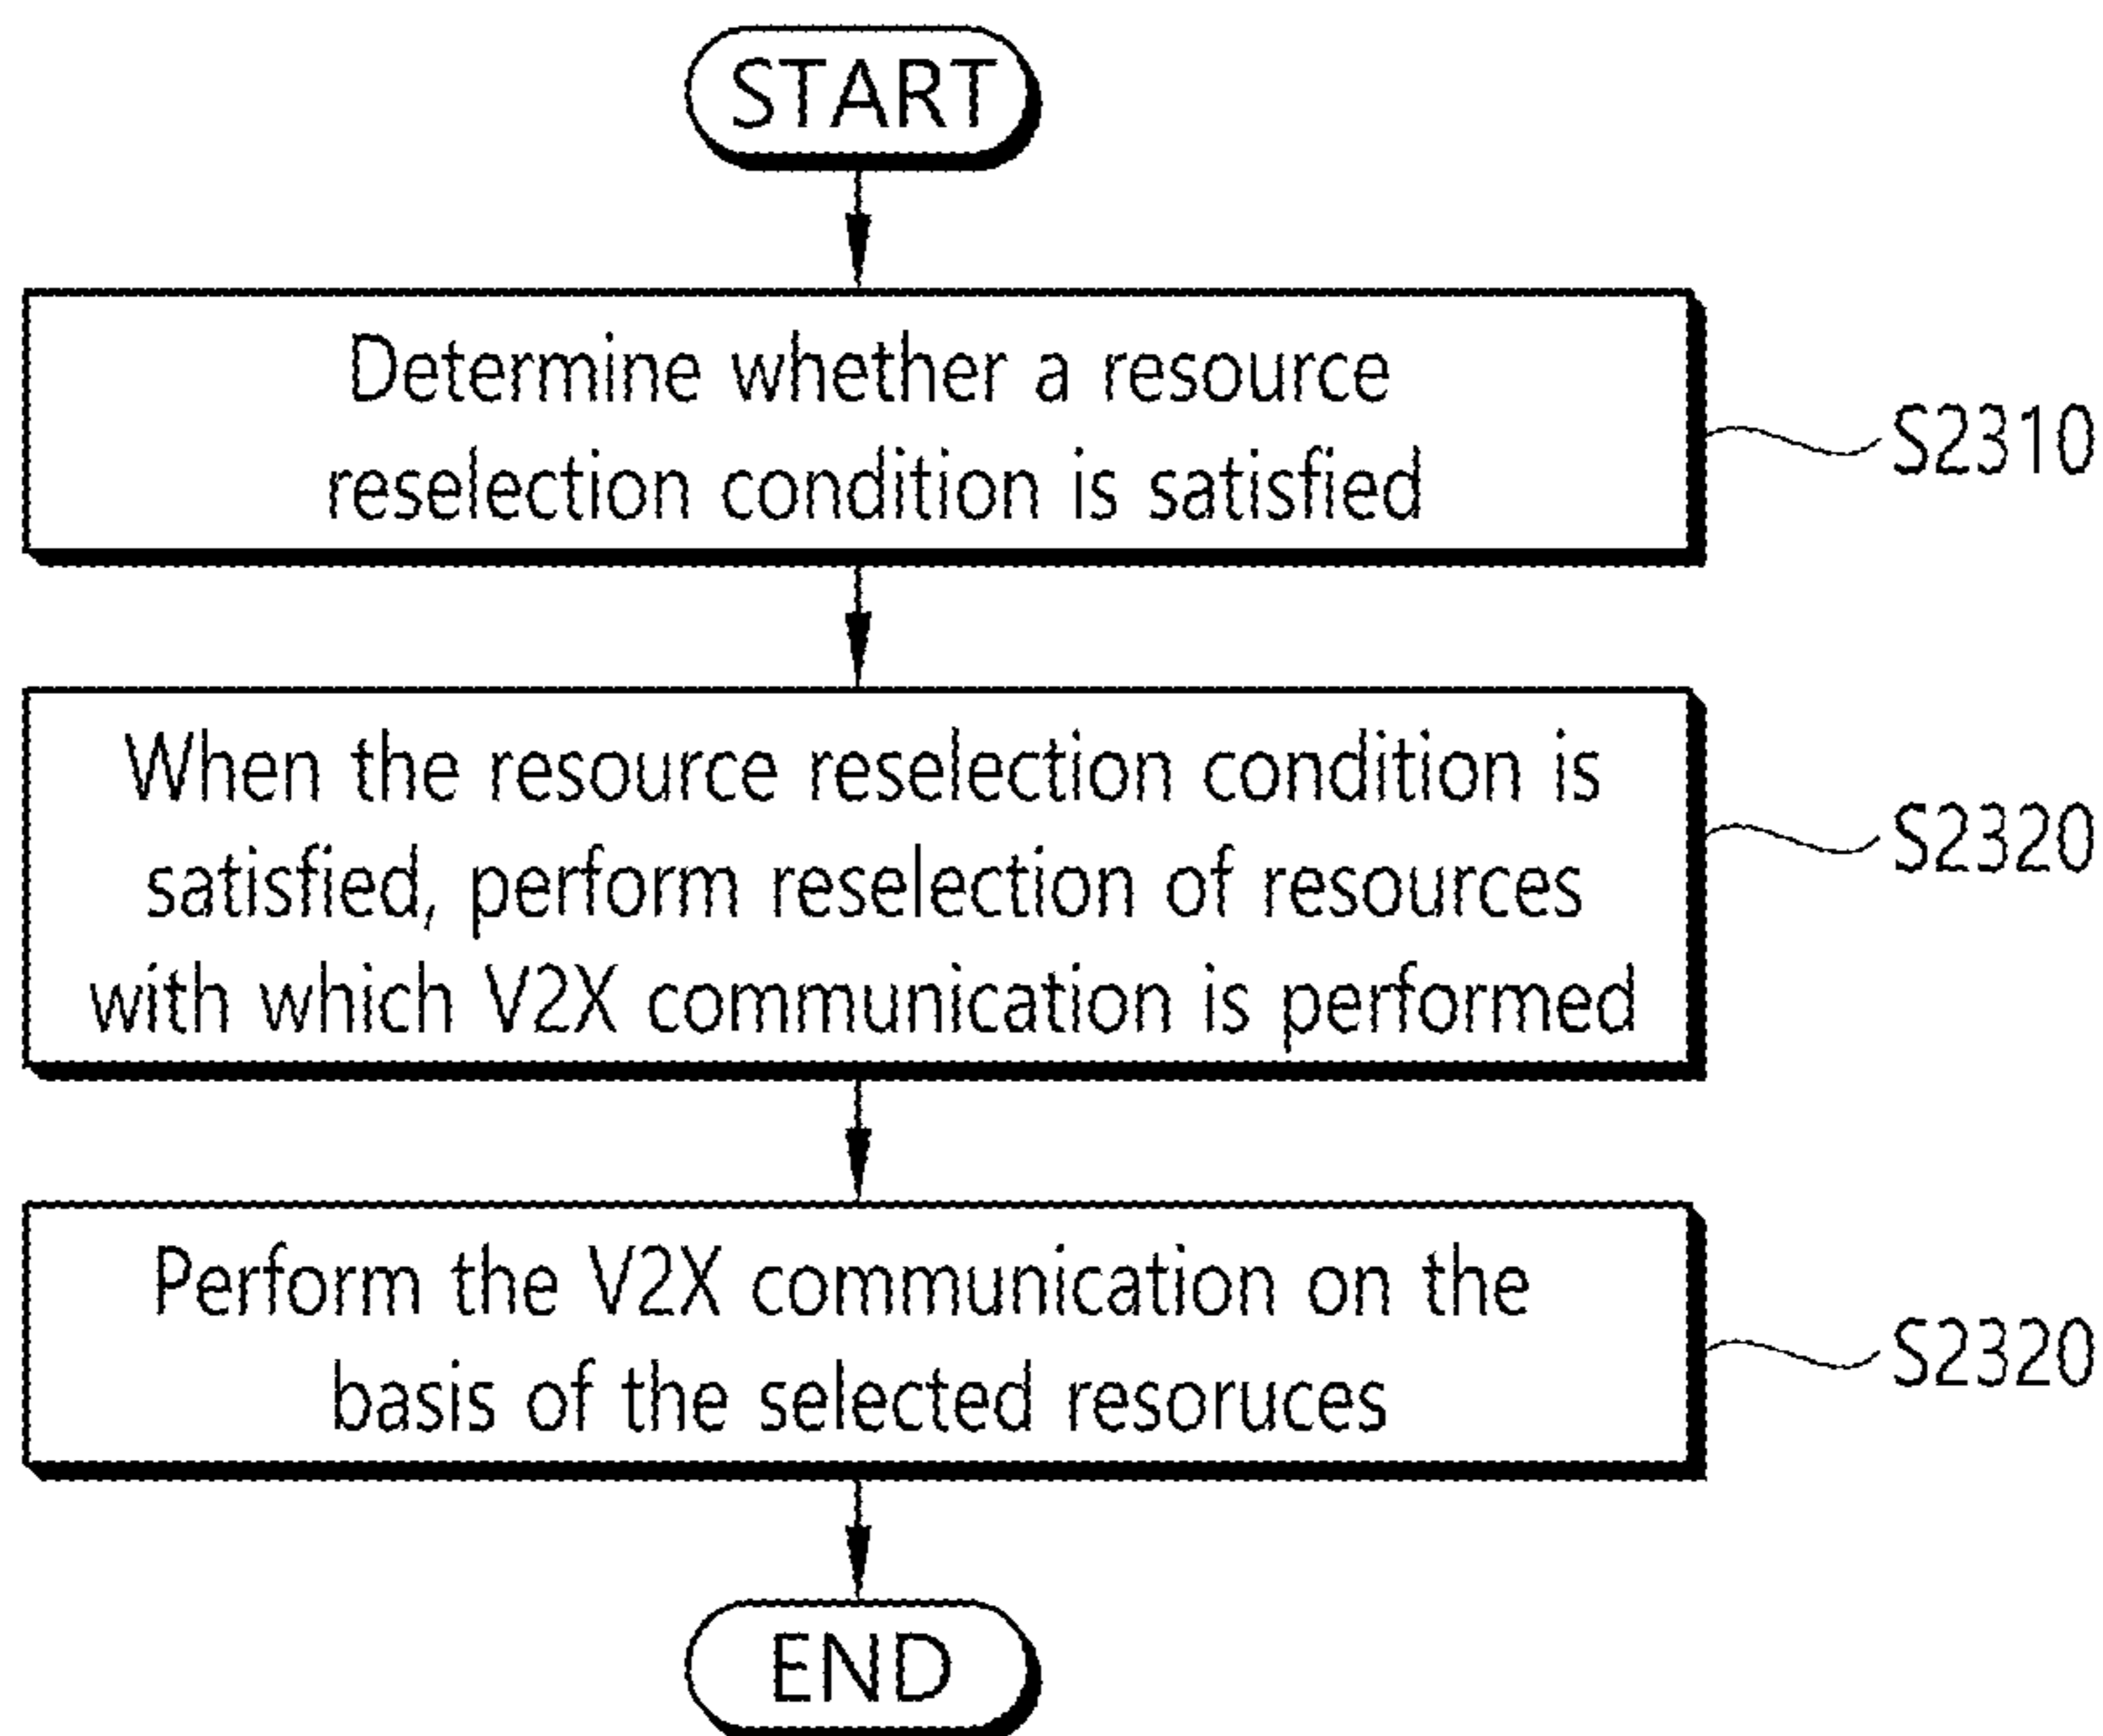 START
Determine whether a resource
reselection condition is satisfied
S2310
When the resource reselection condition is
satisfied, perform reselection of resources
with which V2X communication is performed
S2320
Perform the V2X communication on the
basis of the selected resoruces
S2320
END